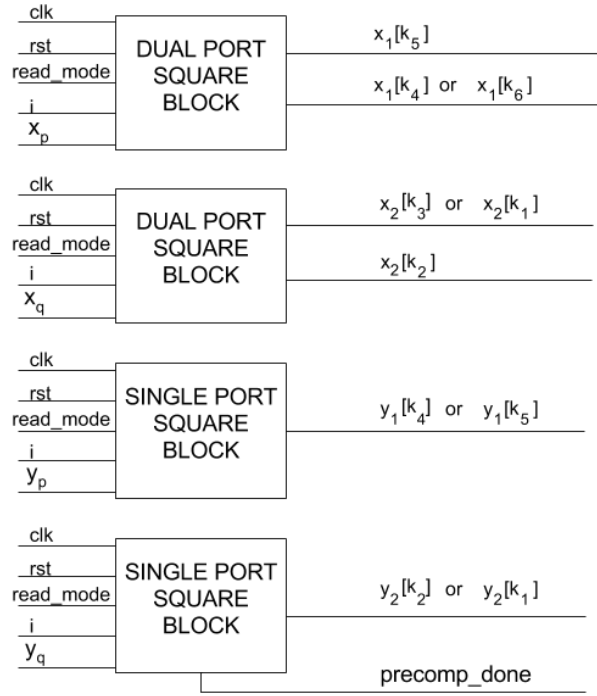 clk
rst
read_mode
i
x_p
DUAL PORT
SQUARE
BLOCK
x_1[k_5]
x_1[k_4] or x_1[k_6]
clk
rst
read_mode
i
x_q
DUAL PORT
SQUARE
BLOCK
x_2[k_3] or x_2[k_1]
x_2[k_2]
clk
rst
read_mode
i
y_p
SINGLE PORT
SQUARE
BLOCK
y_1[k_4] or y_1[k_5]
clk
rst
read_mode
i
y_q
SINGLE PORT
SQUARE
BLOCK
y_2[k_2] or y_2[k_1]
precomp_done